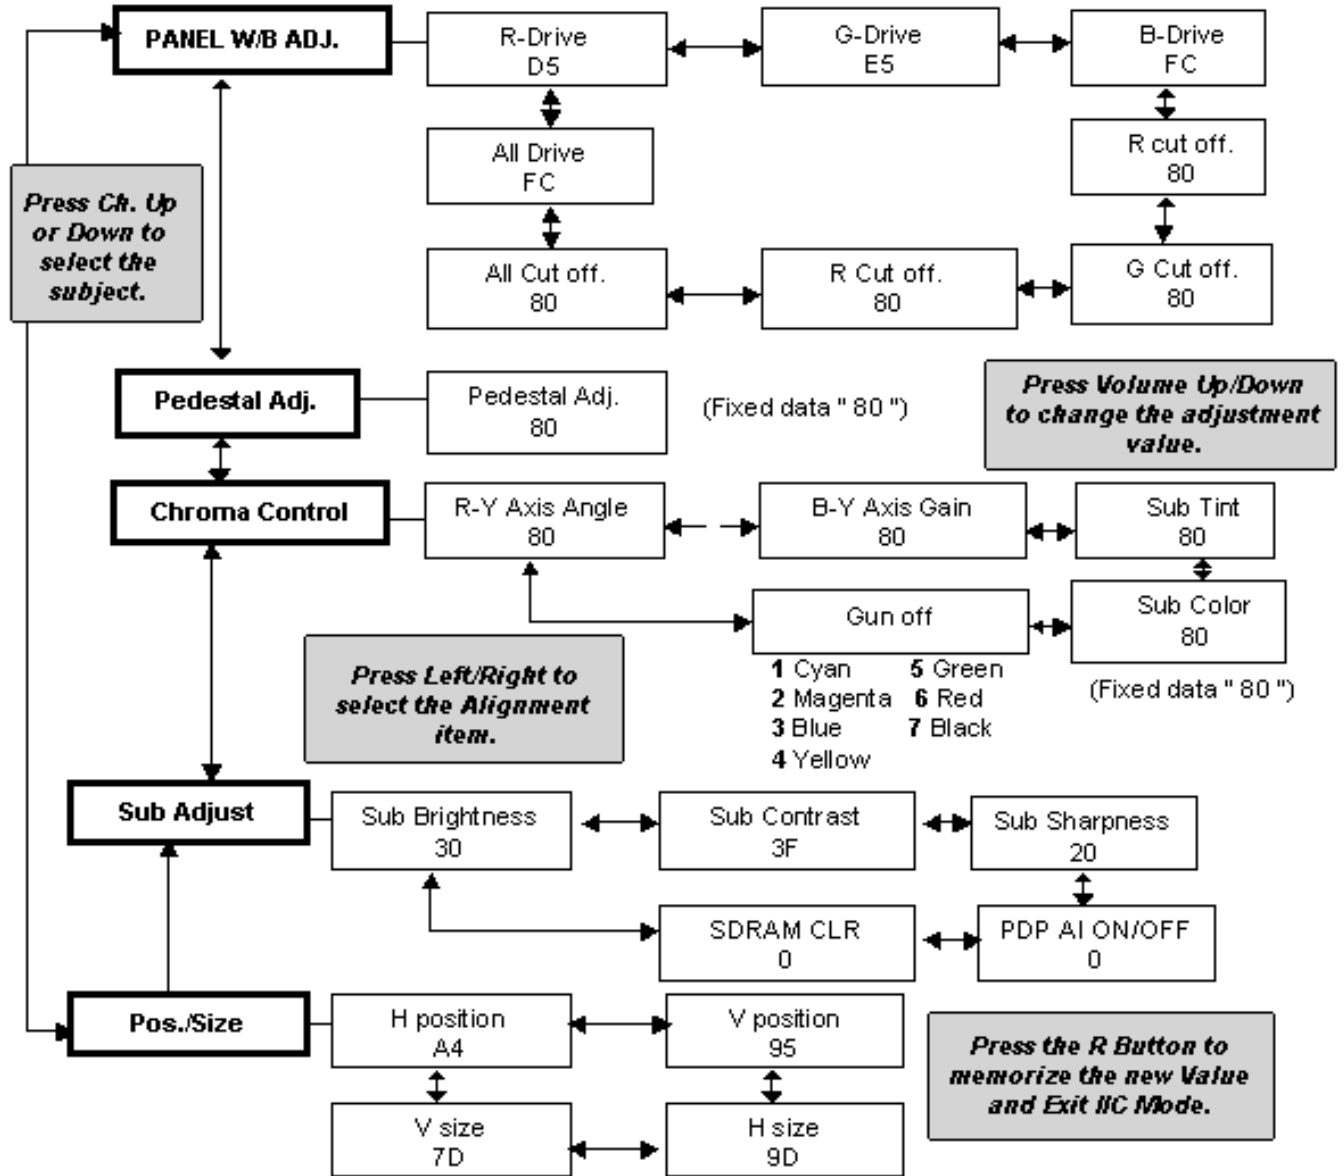 PANEL W/B ADJ.
R-Drive
D5
G-Drive
E5
B-Drive
FC
All Drive
FC
R cut off.
80
Press Ch. Up
or Down to
select the
subject.
All Cut off.
80
R Cut off.
80
G Cut off.
80
Pedestal Adj.
Pedestal Adj.
80
(Fixed data " 80 ")
Press Volume Up/Down
to change the adjustment
value.
Chroma Control
R-Y Axis Angle
80
B-Y Axis Gain
80
Sub Tint
80
Gun off
Sub Color
80
1 Cyan 5 Green
2 Magenta 6 Red
3 Blue 7 Black
4 Yellow
(Fixed data " 80 ")
Press Left/Right to
select the Alignment
item.
Sub Adjust
Sub Brightness
30
Sub Contrast
3F
Sub Sharpness
20
SDRAM CLR
0
PDP AI ON/OFF
0
Pos./Size
H position
A4
V position
95
Press the R Button to
memorize the new Value
and Exit IIC Mode.
V size
7D
H size
9D